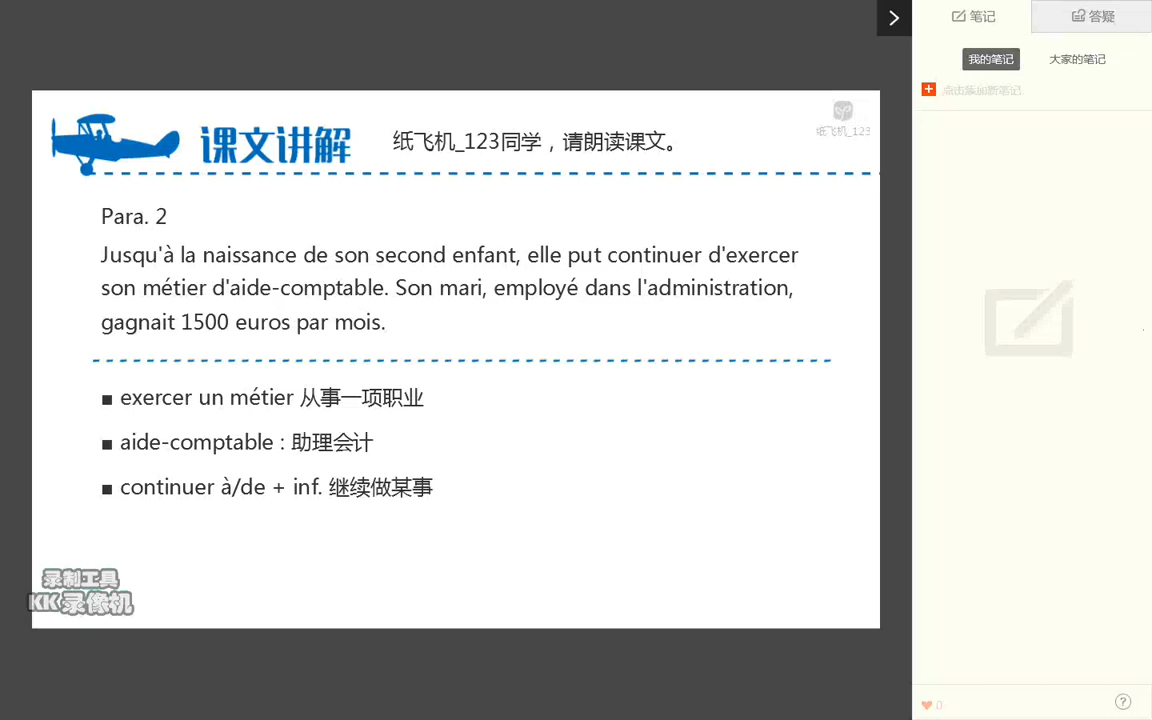 笔记
答疑
我的笔记
大家的笔记
点击添加新笔记
课文讲解
纸飞机_123同学，请朗读课文。
纸飞机_123
Para. 2
Jusqu'à la naissance de son second enfant, elle put continuer d'exercer
son métier d'aide-comptable. Son mari, employé dans l'administration,
gagnait 1500 euros par mois.
■ exercer un métier 从事一项职业
■ aide-comptable : 助理会计
■ continuer à/de + inf. 继续做某事
录制工具
KK录像机
0